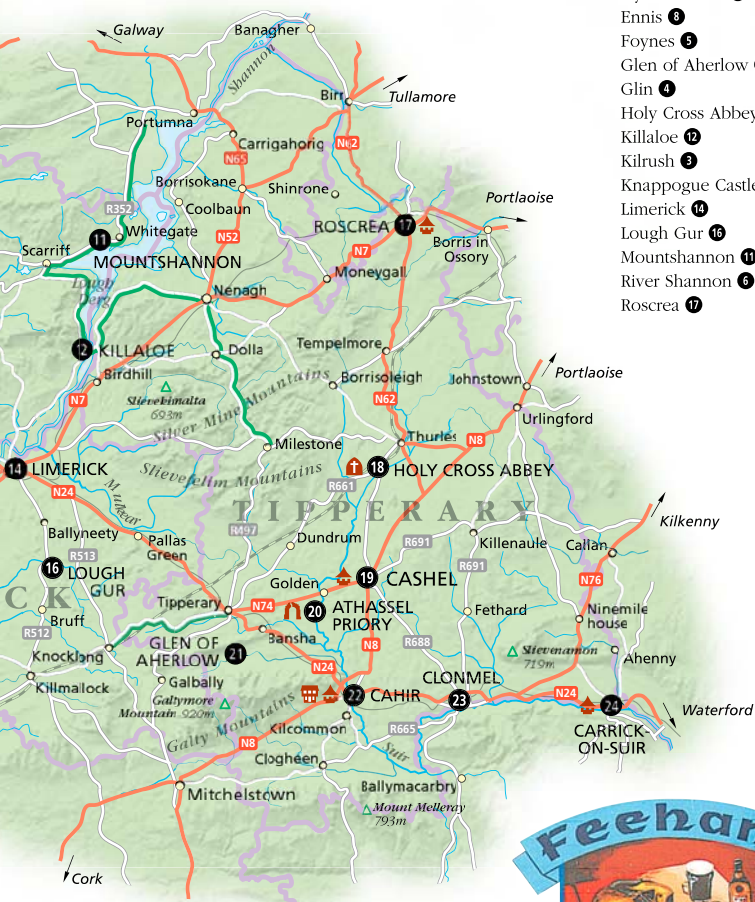 Ennis 8
Foynes 5
Glen of Aherlow
Glin 4
Holy Cross Abbey
Killaloe 12
Kilrush 3
Knappogue Castle
Limerick 14
Lough Gur 16
Mountshannon 11
River Shannon 6
Roscrea 17
Galway
Banagher
Shannon
Birr
Tullamore
Portumna
Carrigahorig
N62
N65
Borrisokane
Shinrone
Portlaoise
R352
Coolbaun
ROSCREA 17
11
Whitegate
N52
Borris in
Ossory
Scarriff
MOUNTSHANNON
N7
Moneygall
Lough
Derg
Nenagh
12 KILLALOE
Dolla
Tempelmore
Birdhill
Borrisoleigh
Johnstown
Portlaoise
Slievekimalta
693m
N7
Silver Mine Mountains
N62
Urlingford
Milestone
Thurles
N8
14 LIMERICK
Slievefelim Mountains
18 HOLY CROSS ABBEY
N24
R661
Mulkear
TIPPERARY
R497
Kilkenny
Ballyneety
Pallas
Green
Dundrum
R691
Killenaule
Callan
R513
16 LOUGH
GUR
Golden
19 CASHEL
R691
N76
CK
Tipperary
N74
20 ATHASSEL
PRIORY
Fethard
Ninemile
house
Bruff
R512
Bansha
R688
GLEN OF
AHERLOW 21
N8
Slievenamon
719m
Ahenny
Knocklong
N24
CLONMEL
Killmallock
Galbally
Galtymore
Mountain 920m
22 CAHIR
23
N24
24
Waterford
Galty Mountains
Kilcommon
CARRICK-
ON-SUIR
N8
R665
Clogheen
Suir
Mitchelstown
Ballymacarbry
Mount Melleray
793m
Cork
Feehan